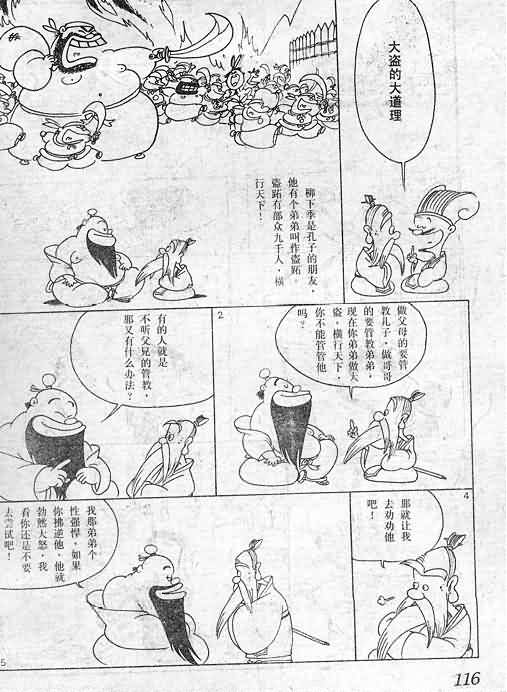 大盗的大道理
柳下季是孔子的朋友，
他有个弟弟叫作盗跖。
盗跖有部众九千人，横
行天下！
2
做父母的要管
教儿子，做哥哥
的要管教弟弟，
现在你弟弟做大
盗，横行天下，
你不能管管他
吗？
有的人就是
不听父兄的管教，
那又有什么办法？
4
那就让我
去劝劝他
吧！
5
我那弟弟个
性强悍，如果
你拂逆他，他就
勃然大怒，我
看你还是不要
去尝试吧！
116